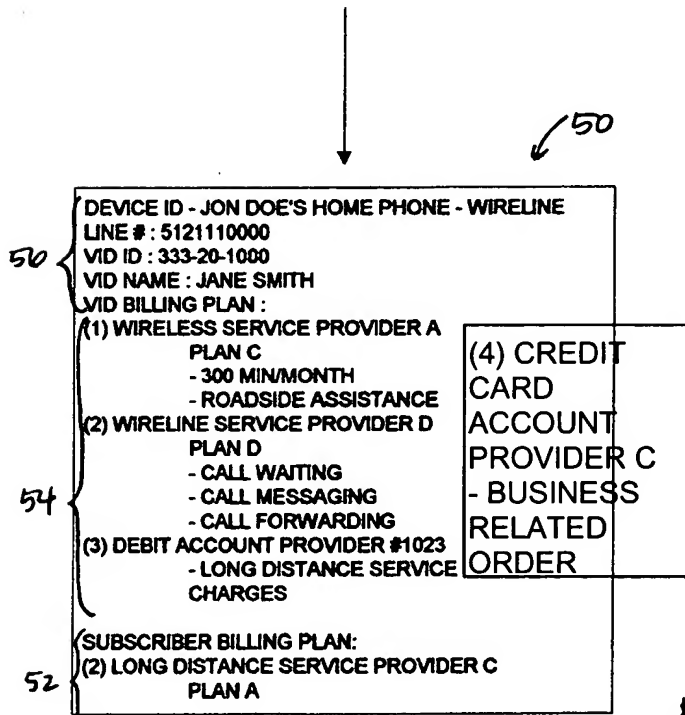 50
DEVICE ID - JON DOE'S HOME PHONE - WIRELINE
LINE # : 5121110000
VID ID : 333-20-1000
VID NAME : JANE SMITH
VID BILLING PLAN :
56
(1) WIRELESS SERVICE PROVIDER A
PLAN C
- 300 MIN/MONTH
- ROADSIDE ASSISTANCE
(2) WIRELINE SERVICE PROVIDER D
PLAN D
- CALL WAITING
- CALL MESSAGING
- CALL FORWARDING
(3) DEBIT ACCOUNT PROVIDER #1023
- LONG DISTANCE SERVICE
CHARGES
54
(4) CREDIT
CARD
ACCOUNT
PROVIDER C
- BUSINESS
RELATED
ORDER
SUBSCRIBER BILLING PLAN:
(2) LONG DISTANCE SERVICE PROVIDER C
PLAN A
52